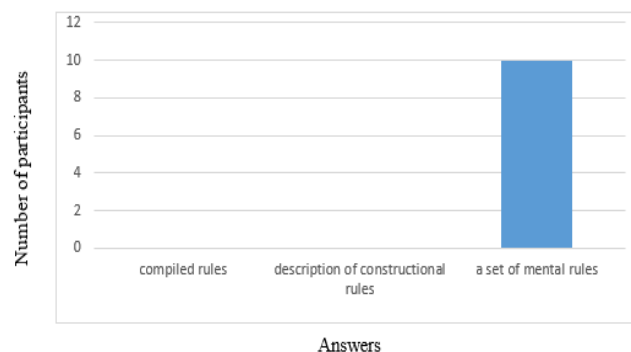 12
10
8
6
4
2
0
Number of participants
compiled rules
description of constructional
rules
a set of mental rules
Answers